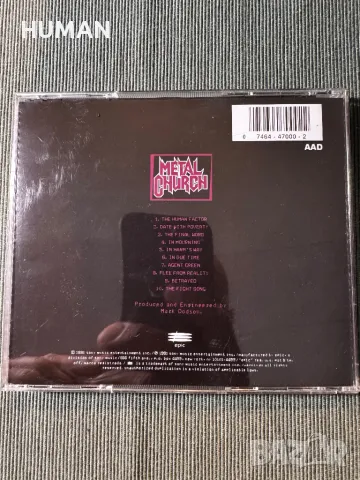 HUMAN
0 7464-47000-2
AAD
METAL
CHURCH
1. THE HUMAN FACTOR
2. DATE WITH POVERTY
3. THE FINAL WORD
4. IN MOURNING
5. IN HARM'S WAY
6. IN DUE TIME
7. AGENT GREEN
8. FLEE FROM REALITY
9. BETRAYED
10. THE FIGHT SONG
Produced and Engineered by
Mark Dodson.
epic
BAZAR
bg